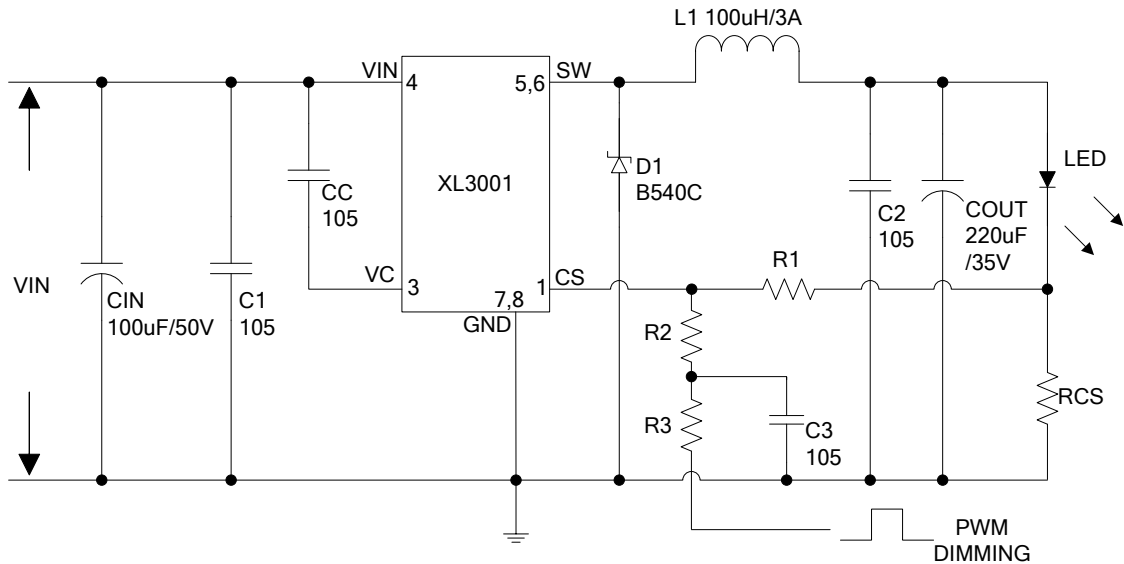 L1 100uH/3A
VIN
4
5,6
SW
XL3001
CC
105
D1
B540C
LED
C2
105
COUT
220uF
/35V
VIN
CIN
100uF/50V
C1
105
VC
3
7,8
GND
1
CS
R1
R2
R3
C3
105
RCS
PWM
DIMMING